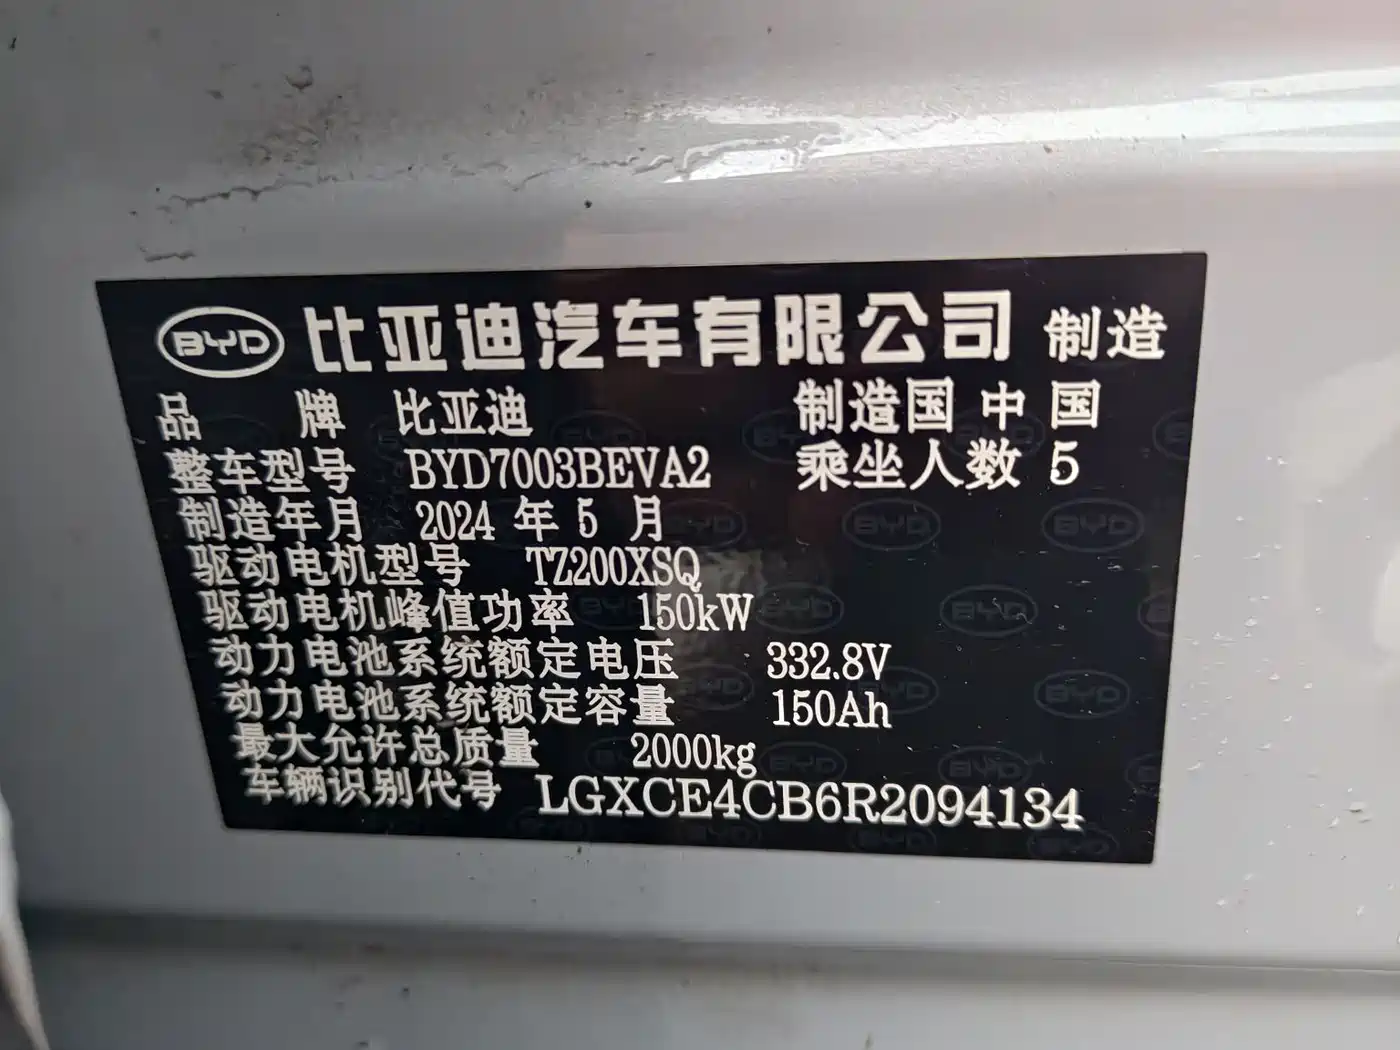 BYD 比亚迪汽车有限公司 制造
品 牌 比亚迪 制造国 中国
整车型号 BYD7003BEVA2 乘坐人数 5
制造年月 2024 年 5 月
驱动电机型号 TZ200XSQ
驱动电机峰值功率 150kW
动力电池系统额定电压 332.8V
动力电池系统额定容量 150Ah
最大允许总质量 2000kg
车辆识别代号 LGXCE4CB6R2094134